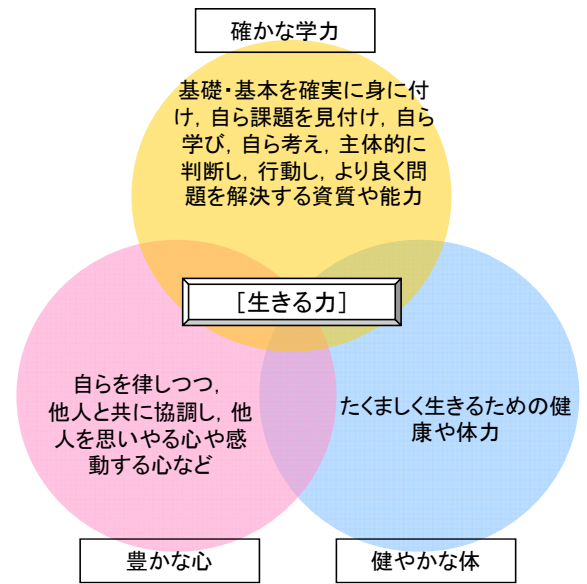 確かな学力
基礎・基本を確実に身に付
け，自ら課題を見付け，自ら
学び，自ら考え，主体的に
判断し，行動し，より良く問
題を解決する資質や能力
［生きる力］
自らを律しつつ，
他人と共に協調し，他
人を思いやる心や感
動する心など
たくましく生きるための健
康や体力
豊かな心
健やかな体